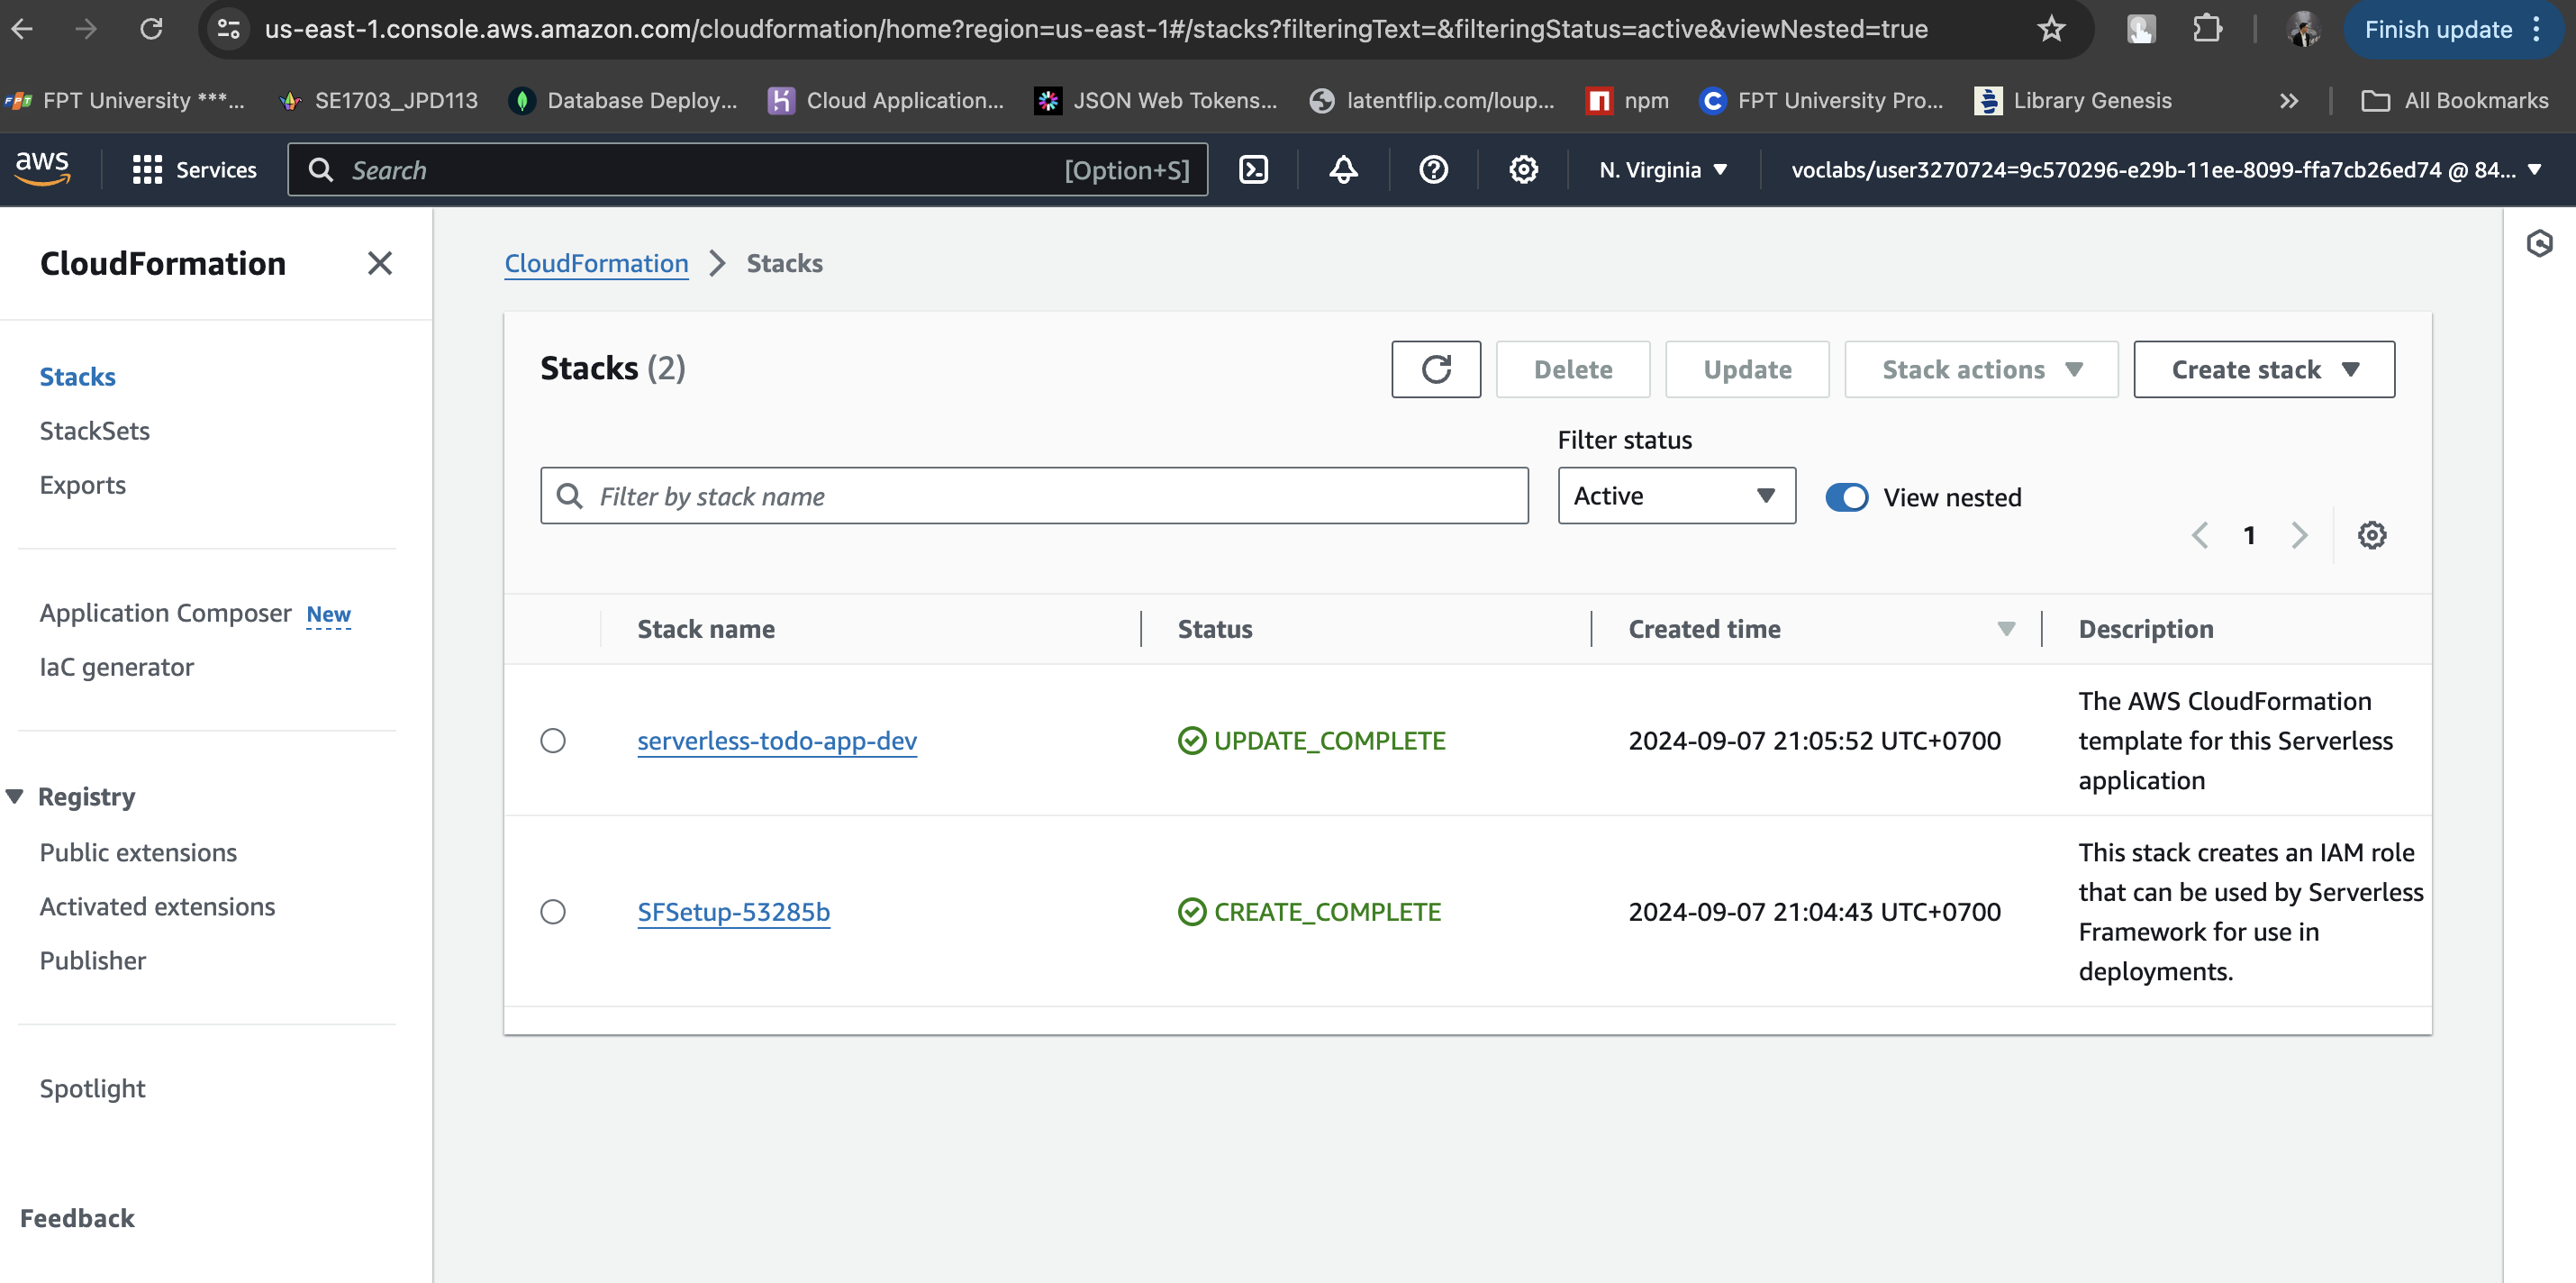 us-east-1.console.aws.amazon.com/cloudformation/home?region=us-east-1#/stacks?filteringText=&filteringStatus=active&viewNested=true
Finish update
FPT University ***...
SE1703_JPD113
Database Deploy...
Cloud Application...
JSON Web Tokens...
latentflip.com/loup...
npm
FPT University Pro...
Library Genesis
All Bookmarks
aws
Services
Search
[Option+S]
N. Virginia
voclabs/user3270724=9c570296-e29b-11ee-8099-ffa7cb26ed74 @ 84...
CloudFormation
Stacks
StackSets
Exports
Application Composer New
IaC generator
Registry
Public extensions
Activated extensions
Publisher
Spotlight
Feedback
CloudFormation
Stacks
Stacks (2)
Delete
Update
Stack actions
Create stack
Filter status
Filter by stack name
Active
View nested
1
Stack name
Status
Created time
Description
serverless-todo-app-dev
UPDATE_COMPLETE
2024-09-07 21:05:52 UTC+0700
The AWS CloudFormation
template for this Serverless
application
SFSetup-53285b
CREATE_COMPLETE
2024-09-07 21:04:43 UTC+0700
This stack creates an IAM role
that can be used by Serverless
Framework for use in
deployments.